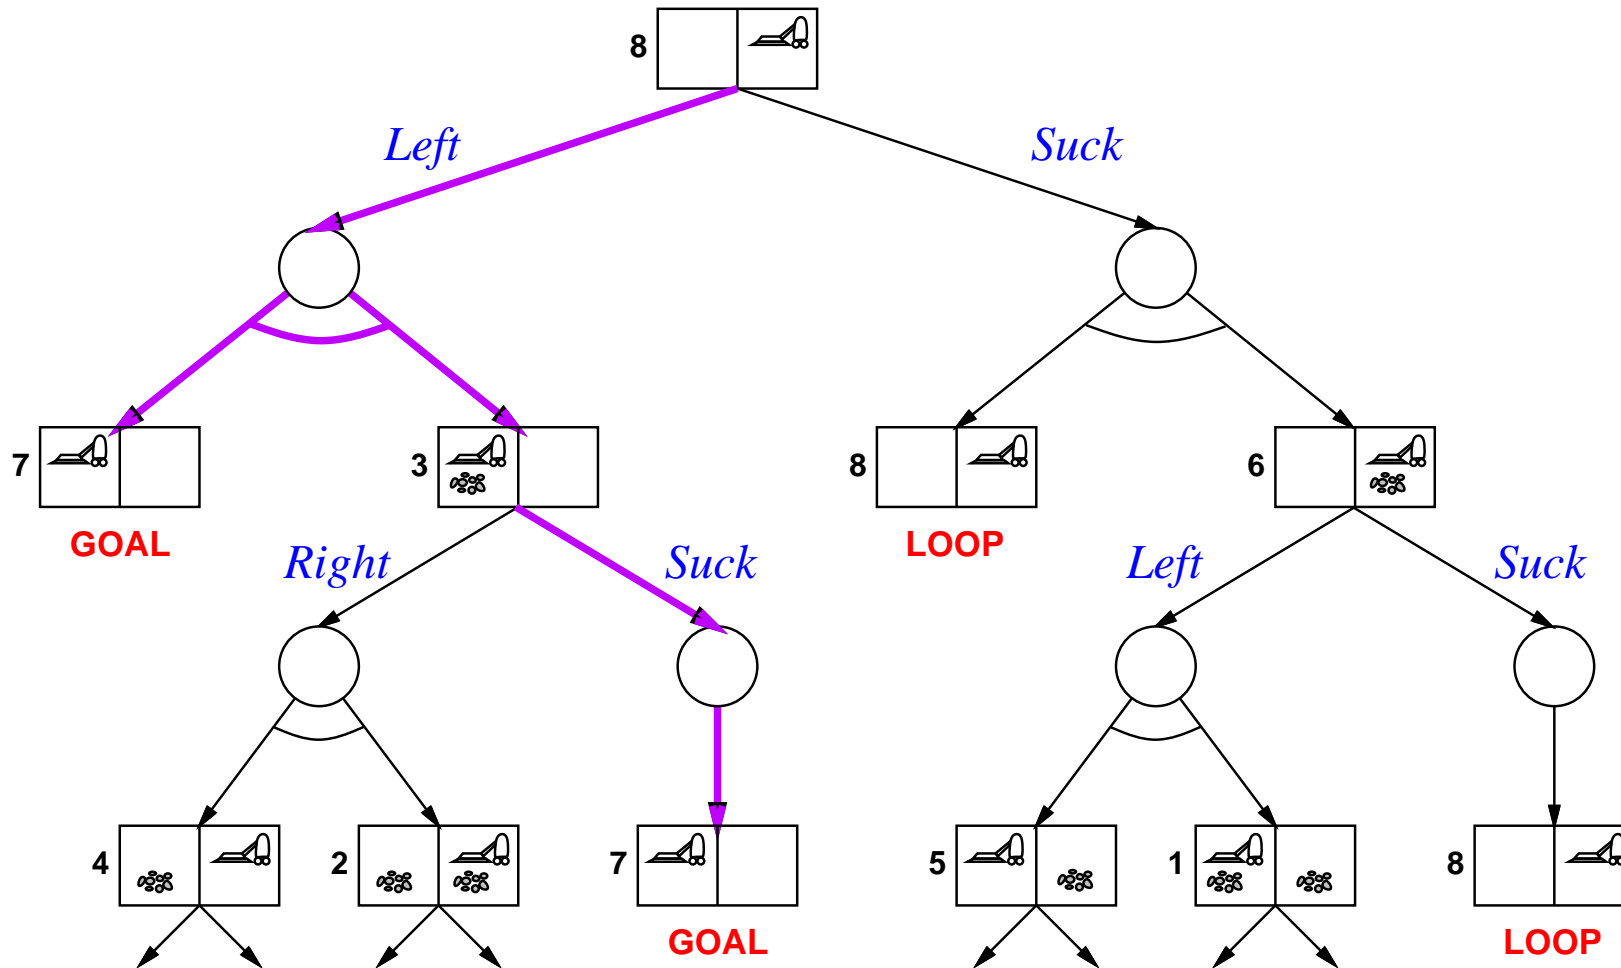 8
Left Suck
7 3 8 6
GOAL LOOP
Right Suck Left Suck
4 2 7 5 1 8
GOAL LOOP